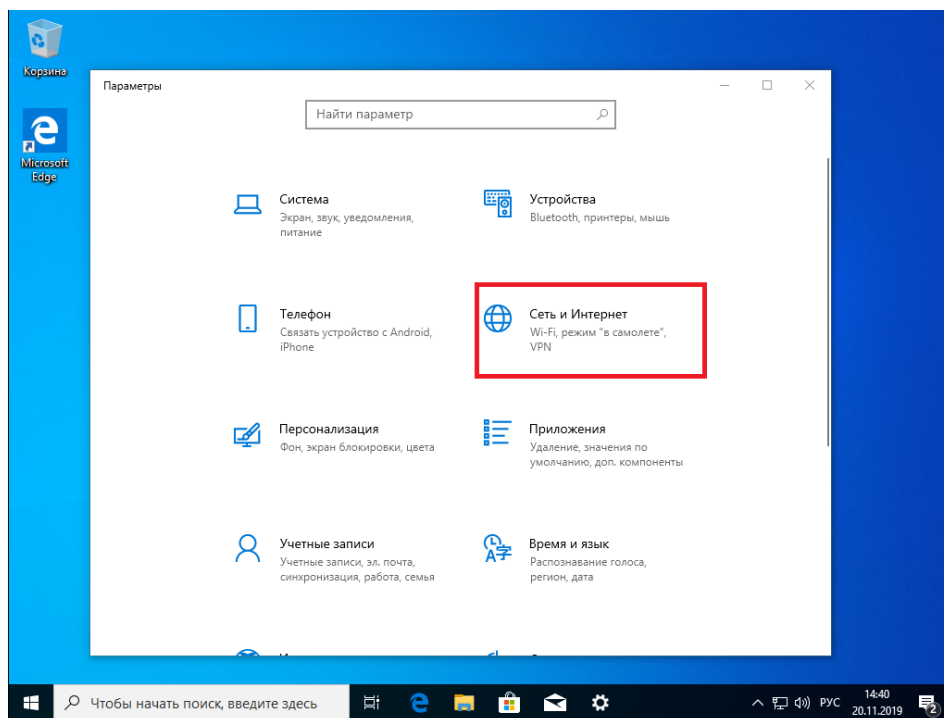 Корзина
Microsoft
Edge
Параметры
Найти параметр
Система
Экран, звук, уведомления,
питание
Устройства
Bluetooth, принтеры, мышь
Телефон
Связать устройство с Android,
iPhone
Сеть и Интернет
Wi-Fi, режим "в самолете",
VPN
Персонализация
Фон, экран блокировки, цвета
Приложения
Удаление, значения по
умолчанию, доп. компоненты
Учетные записи
Учетные записи, эл. почта,
синхронизация, работа, семья
Время и язык
Распознавание голоса,
регион, дата
Чтобы начать поиск, введите здесь
РУС
14:40
20.11.2019
2